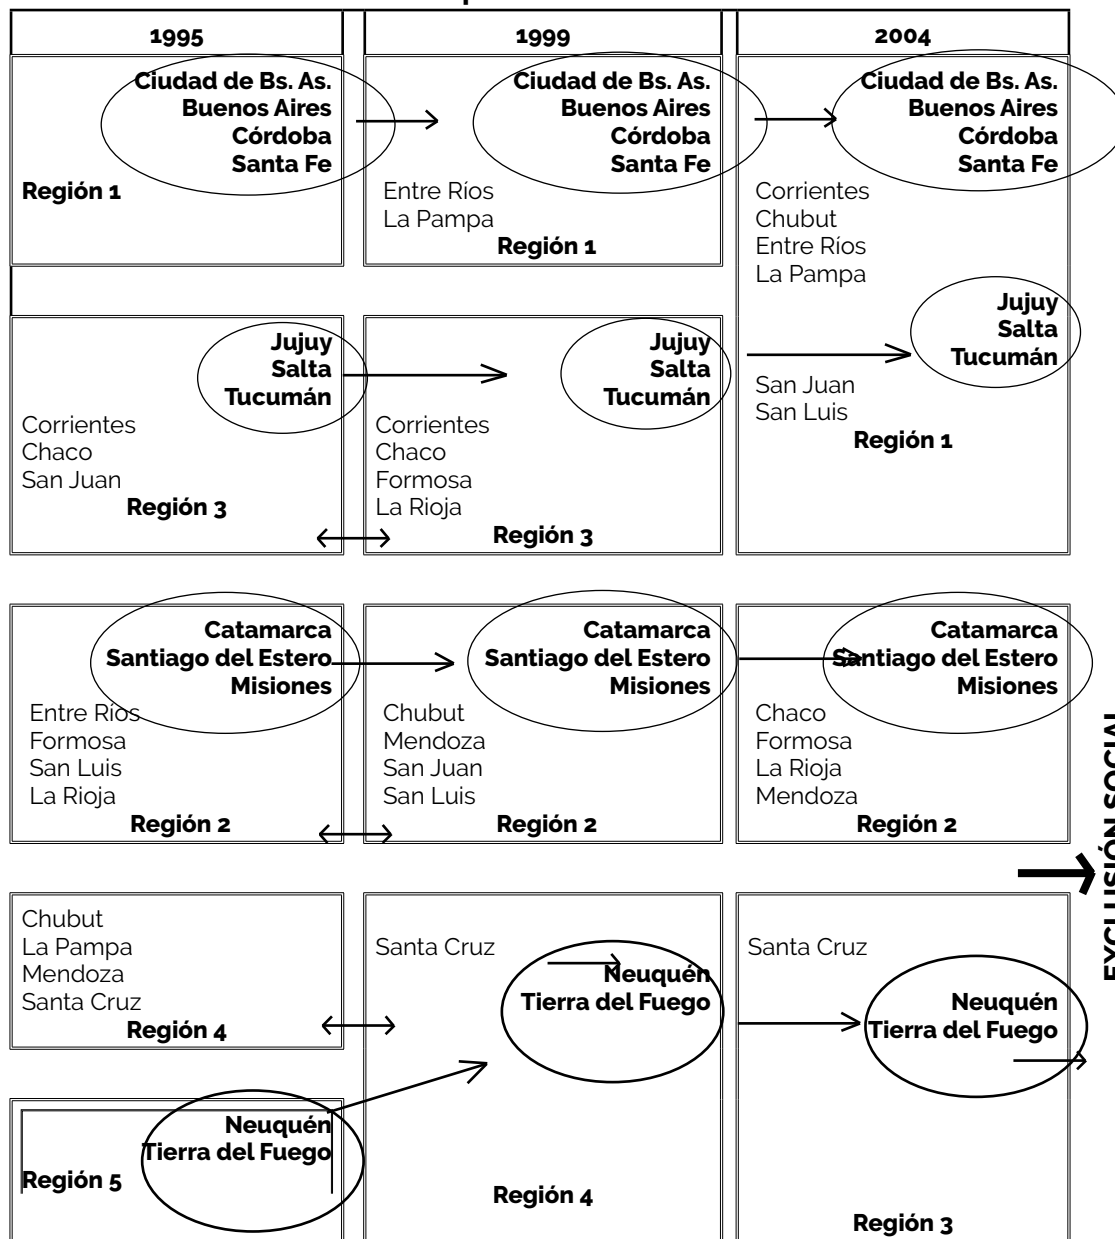 1995
1999
2004
Ciudad de Bs. As.
Buenos Aires
Córdoba
Santa Fe
Región 1
Ciudad de Bs. As.
Buenos Aires
Córdoba
Santa Fe
Entre Ríos
La Pampa
Región 1
Ciudad de Bs. As.
Buenos Aires
Córdoba
Santa Fe
Corrientes
Chubut
Entre Ríos
La Pampa
Jujuy
Salta
Tucumán
San Juan
San Luis
Región 1
Jujuy
Salta
Tucumán
Corrientes
Chaco
San Juan
Región 3
Jujuy
Salta
Tucumán
Corrientes
Chaco
Formosa
La Rioja
Región 3
Catamarca
Santiago del Estero
Misiones
Entre Ríos
Formosa
San Luis
La Rioja
Región 2
Catamarca
Santiago del Estero
Misiones
Chubut
Mendoza
San Juan
San Luis
Región 2
Catamarca
Santiago del Estero
Misiones
Chaco
Formosa
La Rioja
Mendoza
Región 2
EXCLUSIÓN SOCIAL
Chubut
La Pampa
Mendoza
Santa Cruz
Región 4
Santa Cruz
Neuquén
Tierra del Fuego
Región 4
Santa Cruz
Neuquén
Tierra del Fuego
Región 3
Neuquén
Tierra del Fuego
Región 5